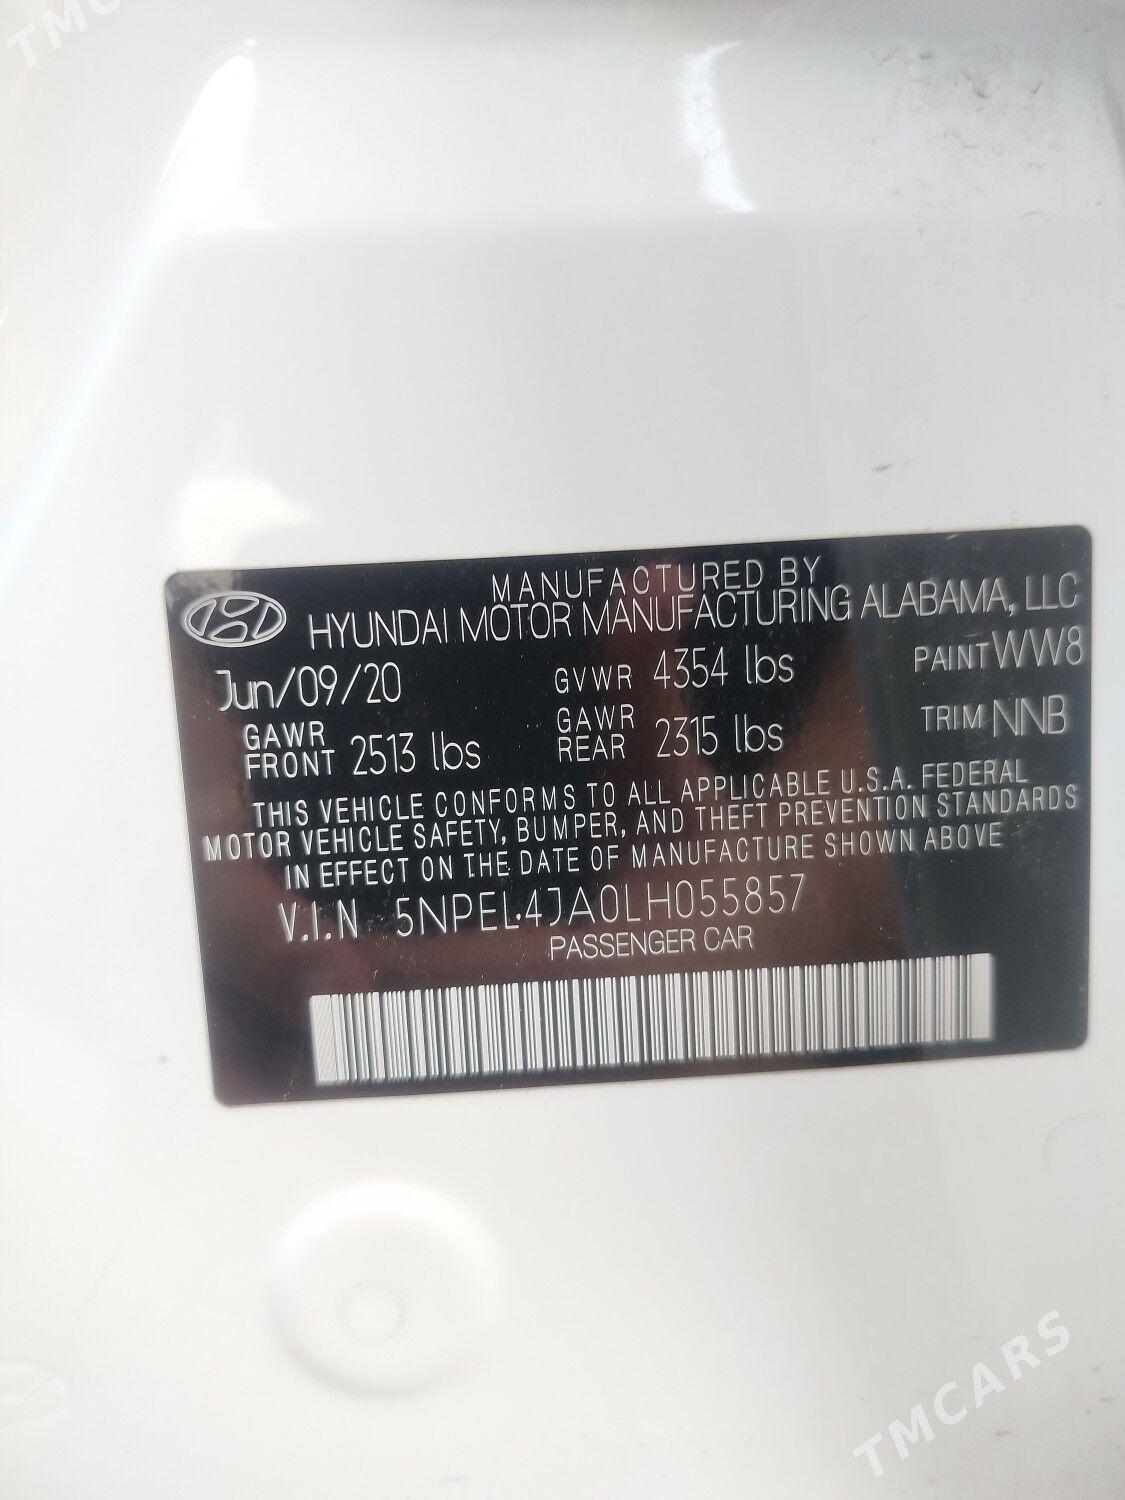 TMC
MANUFACTURED BY
HYUNDAI MOTOR MANUFACTURING ALABAMA, LLC
Jun/09/20 GVWR 4354 lbs PAINT WW8
GAWR FRONT 2513 lbs GAWR REAR 2315 lbs TRIM NNB
THIS VEHICLE CONFORMS TO ALL APPLICABLE U.S.A. FEDERAL
MOTOR VEHICLE SAFETY, BUMPER, AND THEFT PREVENTION STANDARDS
IN EFFECT ON THE DATE OF MANUFACTURE SHOWN ABOVE
V.I.N 5NPEL4JA0LH055857
PASSENGER CAR
TMCARS